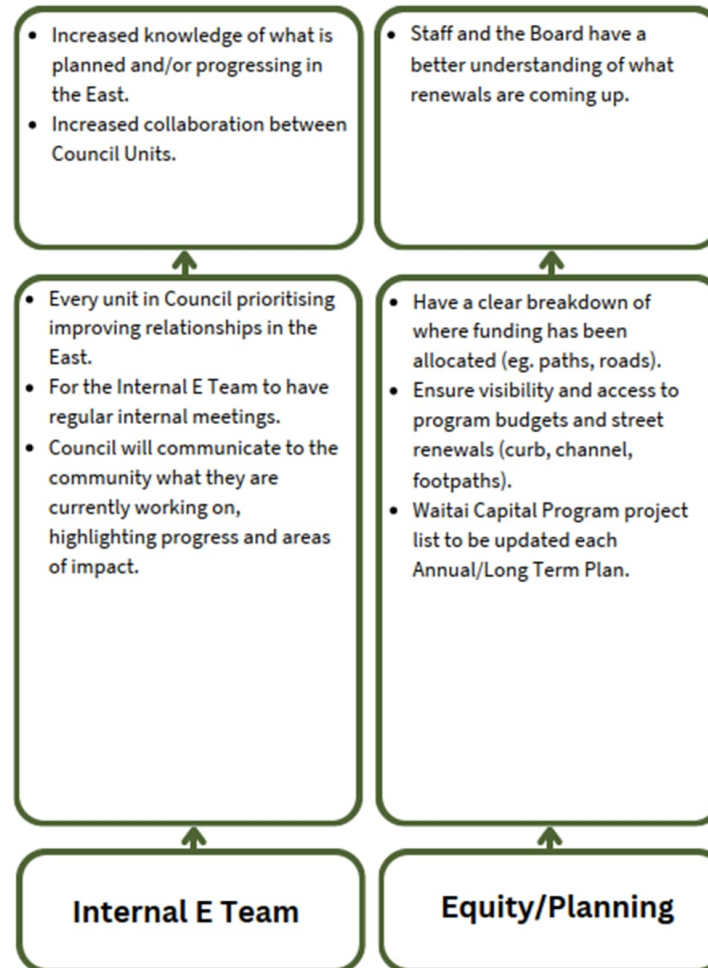 • Increased knowledge of what is
planned and/or progressing in
the East.
• Increased collaboration between
Council Units.
• Staff and the Board have a
better understanding of what
renewals are coming up.
• Every unit in Council prioritising
improving relationships in the
East.
• For the Internal E Team to have
regular internal meetings.
• Council will communicate to the
community what they are
currently working on,
highlighting progress and areas
of impact.
• Have a clear breakdown of
where funding has been
allocated (eg. paths, roads).
• Ensure visibility and access to
program budgets and street
renewals (curb, channel,
footpaths).
• Waitai Capital Program project
list to be updated each
Annual/Long Term Plan.
Internal E Team
Equity/Planning